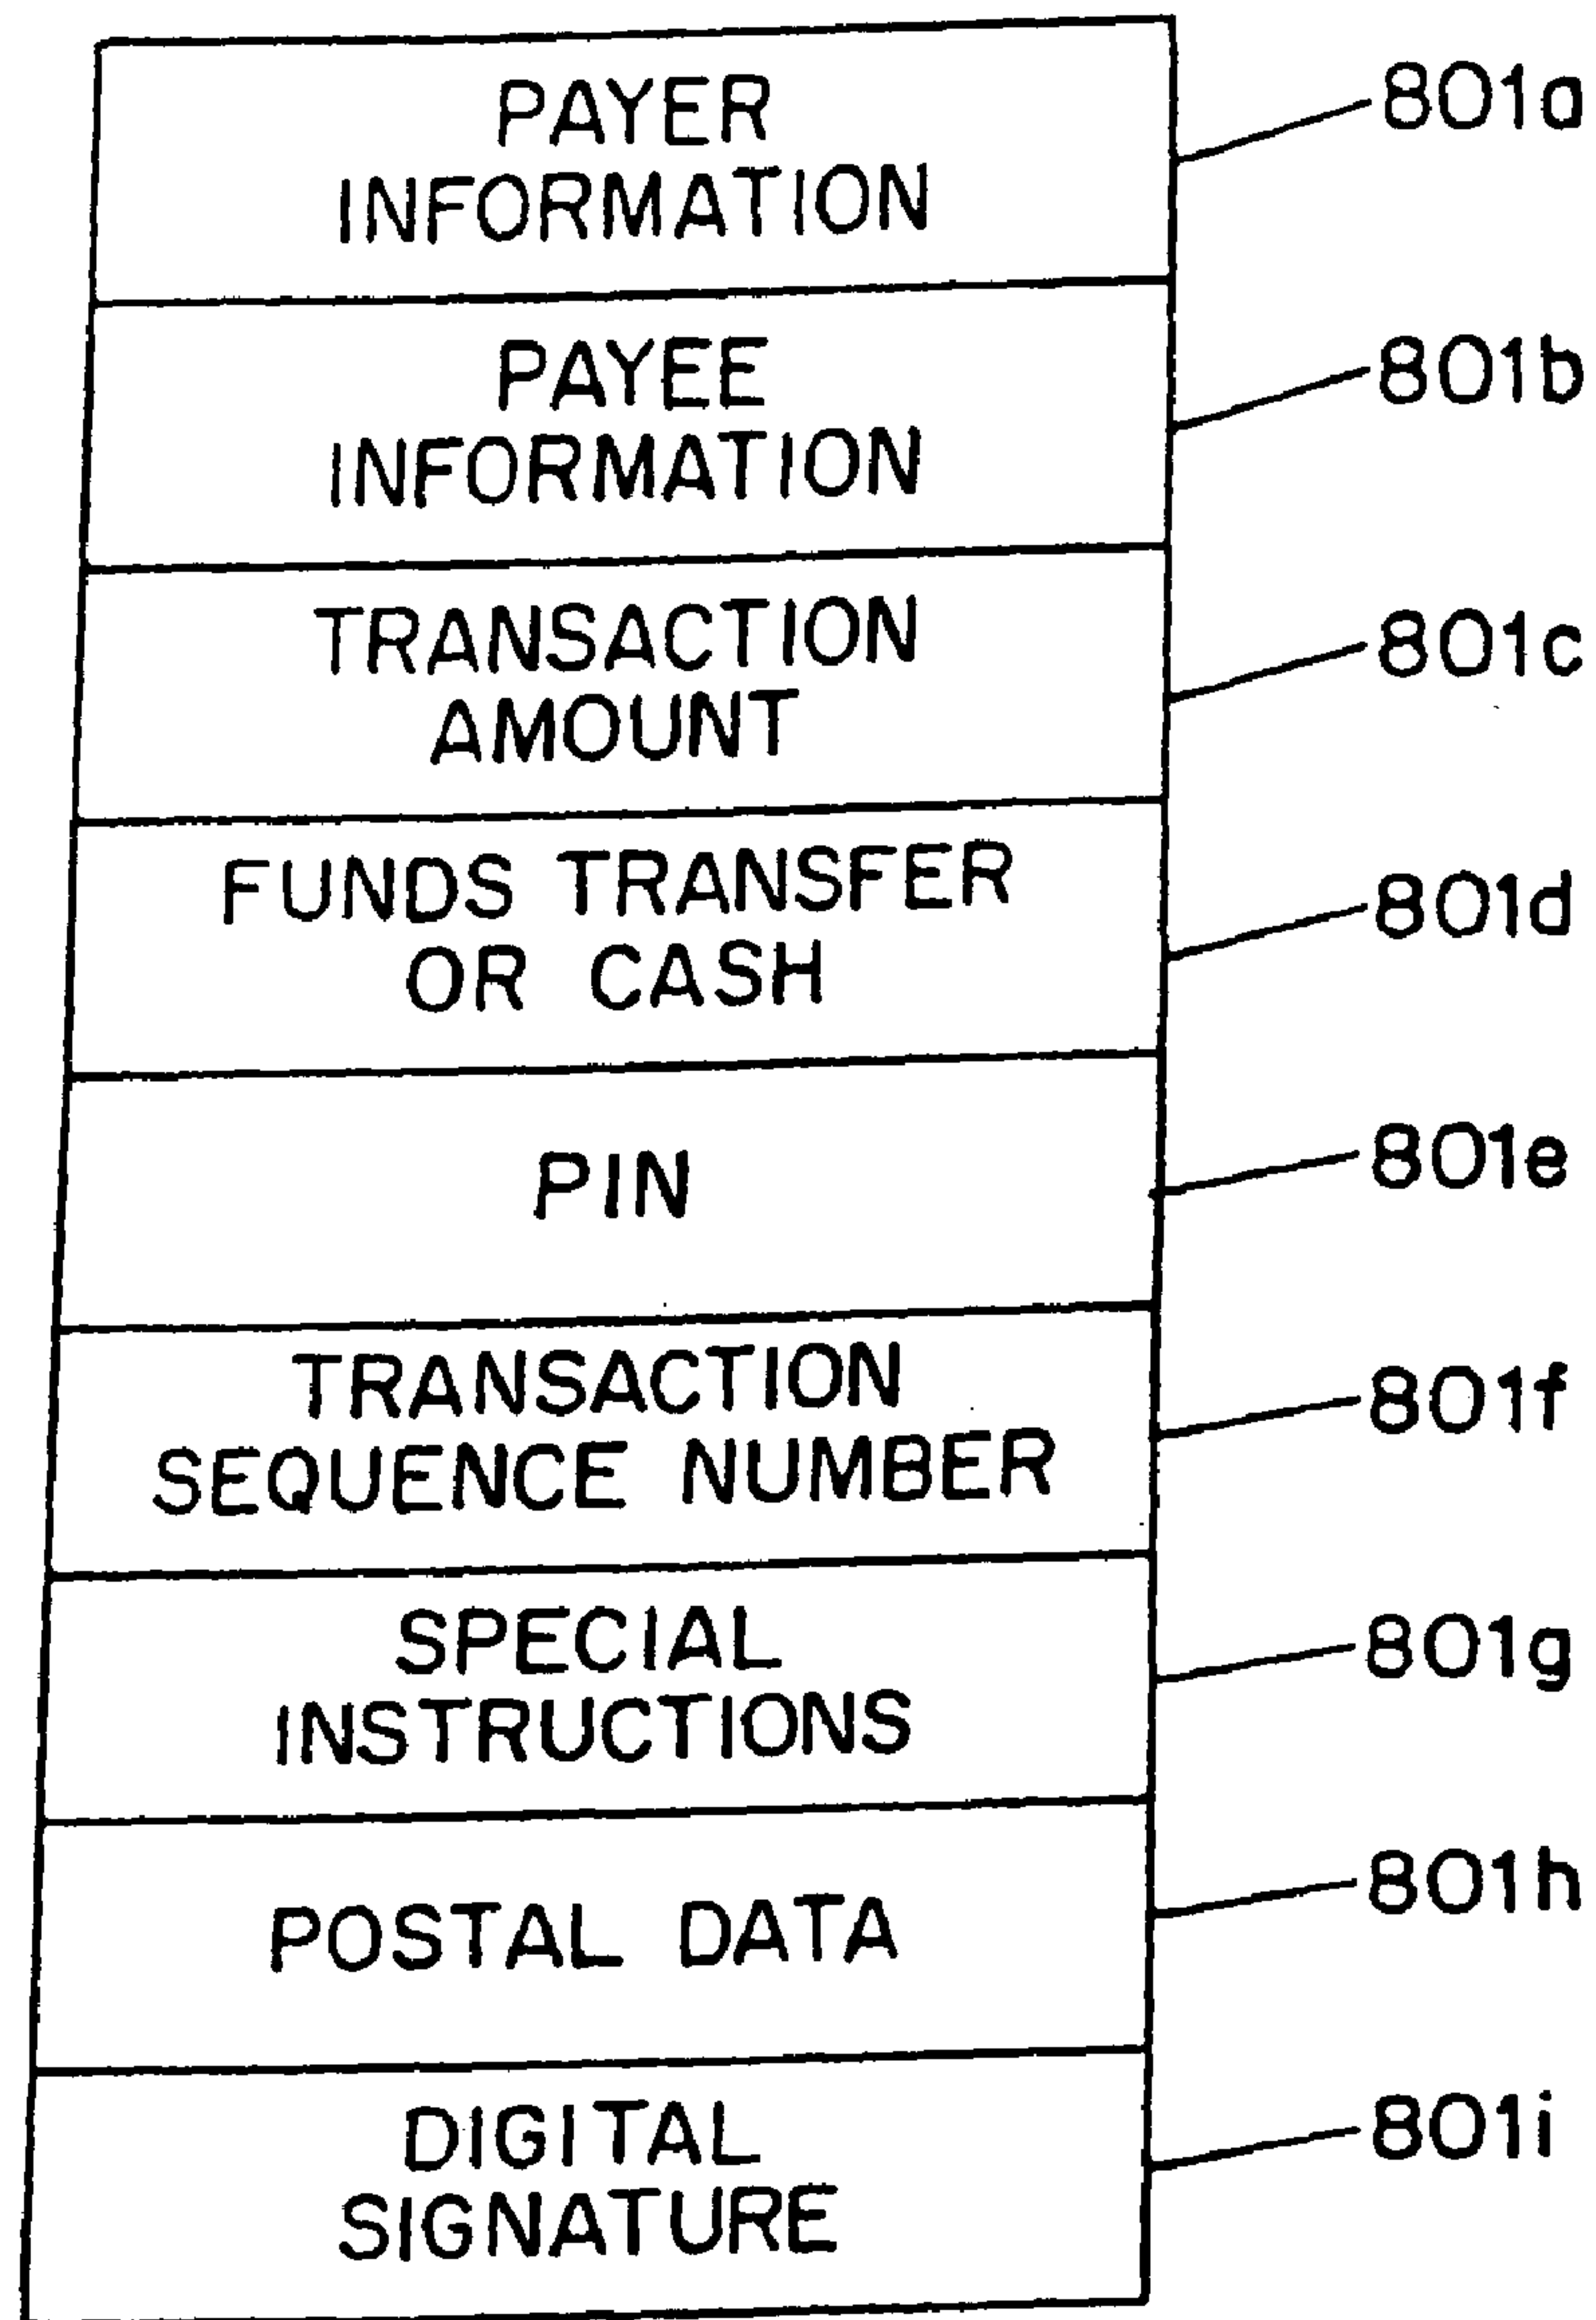 PAYER
INFORMATION
801a
PAYEE
INFORMATION
801b
TRANSACTION
AMOUNT
801c
FUNDS TRANSFER
OR CASH
801d
PIN
801e
TRANSACTION
SEQUENCE NUMBER
801f
SPECIAL
INSTRUCTIONS
801g
POSTAL DATA
801h
DIGITAL
SIGNATURE
801i